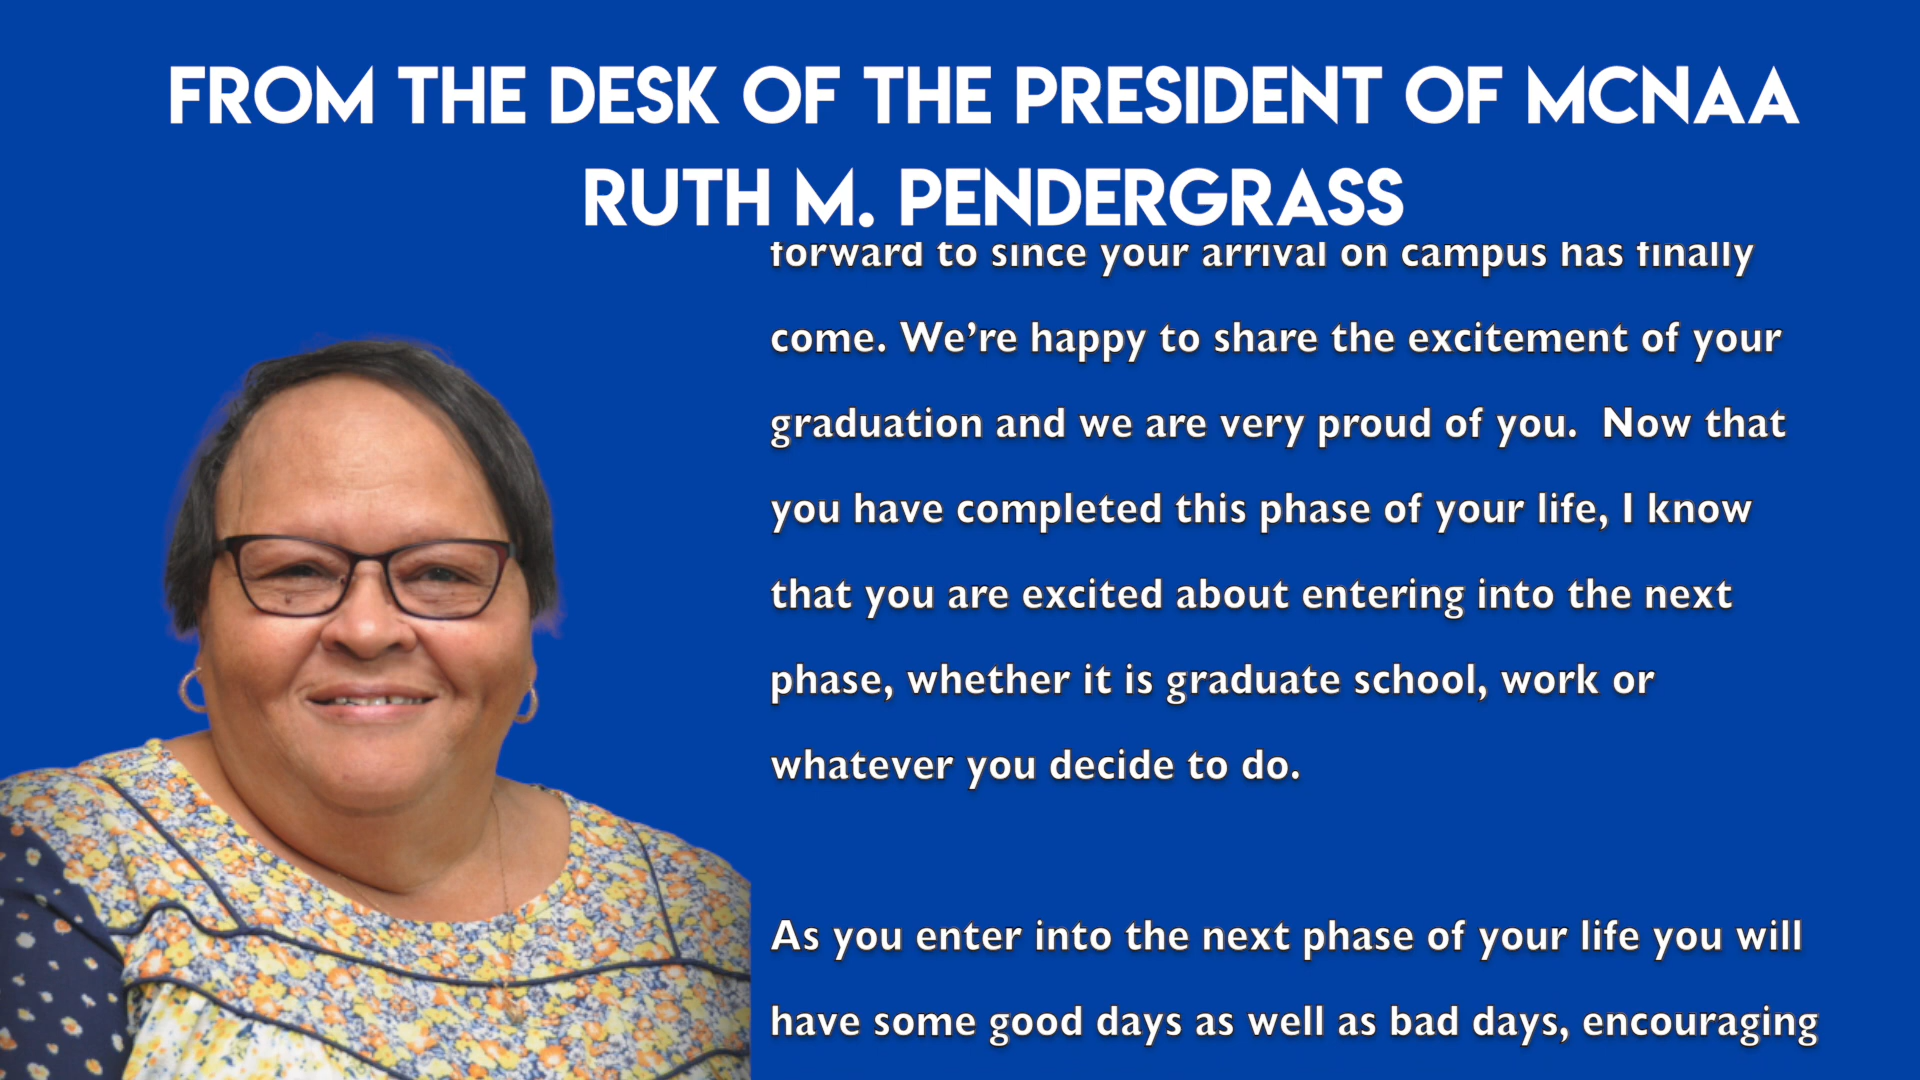 FROM THE DESK OF THE PRESIDENT OF MCNAA
RUTH M. PENDERGRASS
forward to since your arrival on campus has finally
come. We’re happy to share the excitement of your
graduation and we are very proud of you.  Now that
you have completed this phase of your life, I know
that you are excited about entering into the next
phase, whether it is graduate school, work or
whatever you decide to do.
As you enter into the next phase of your life you will
have some good days as well as bad days, encouraging